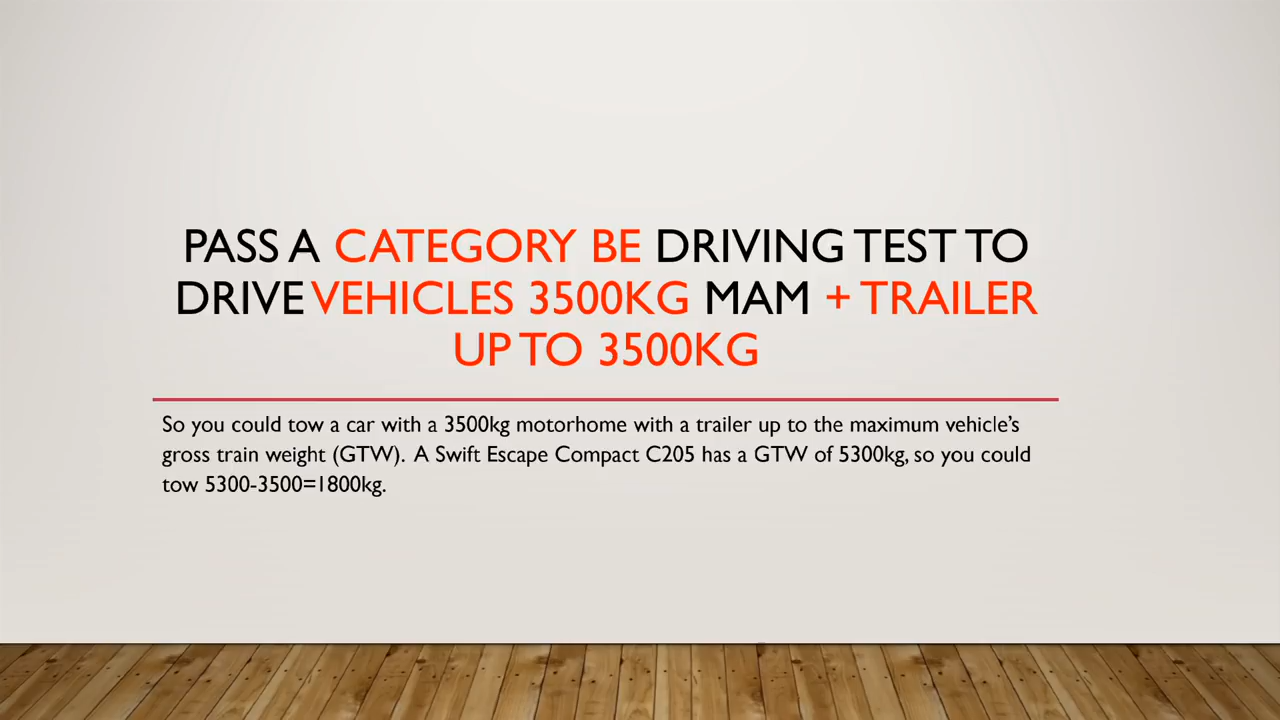 PASS A CATEGORY BE DRIVING TEST TO
DRIVE VEHICLES 3500KG MAM + TRAILER
UP TO 3500KG
So you could tow a car with a 3500kg motorhome with a trailer up to the maximum vehicle's
gross train weight (GTW).  A Swift Escape Compact C205 has a GTW of 5300kg, so you could
tow 5300-3500=1800kg.